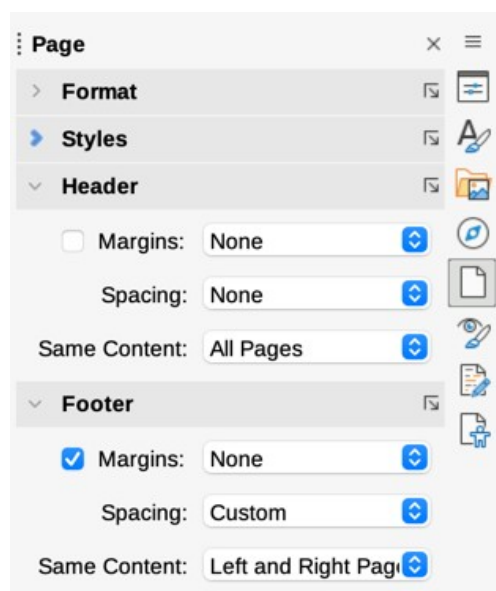 Page
Format
Styles
Header
Margins: None
Spacing: None
Same Content: All Pages
Footer
Margins: None
Spacing: Custom
Same Content: Left and Right Pag